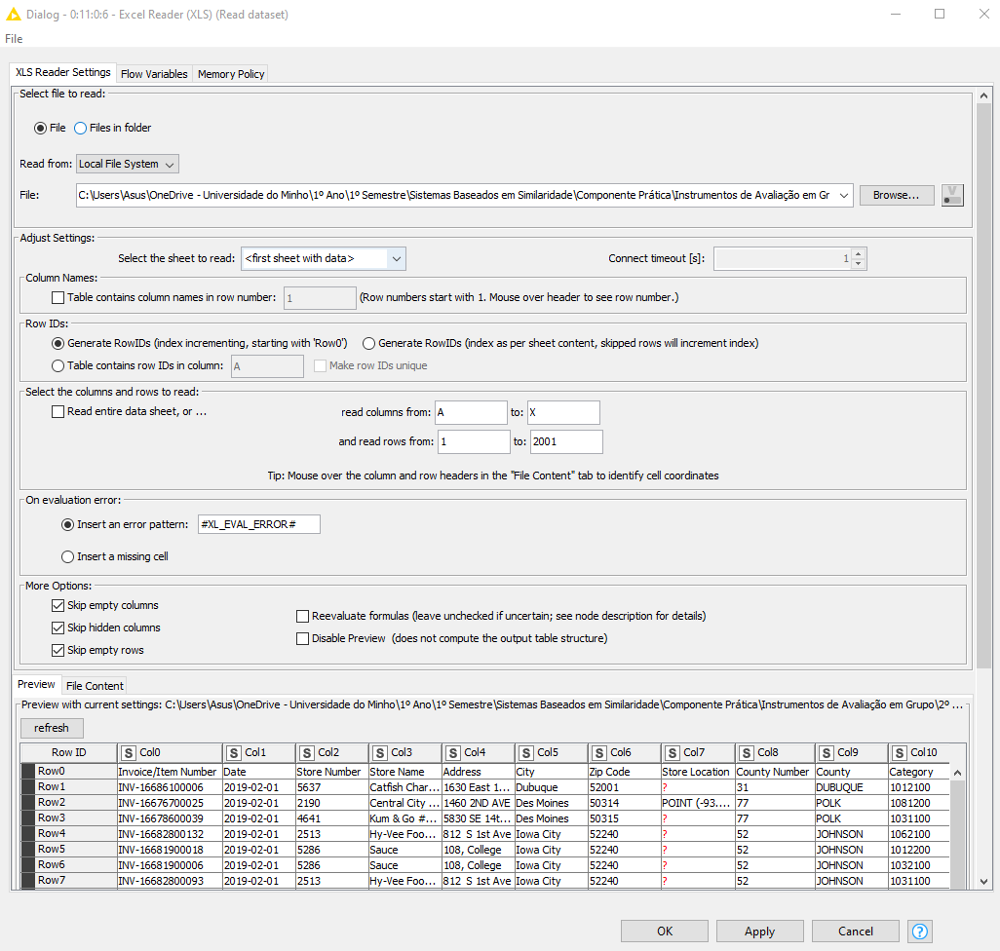 Dialog - 0:11:0:6 - Excel Reader (XLS) (Read dataset)
File
XLS Reader Settings Flow Variables Memory Policy
Select file to read:
File Files in folder
Read from: Local File System
File: C:\Users\Asus\OneDrive - Universidade do Minho\1º Ano\1º Semestre\Sistemas Baseados em Similaridade\Componente Prática\Instrumentos de Avaliação em Gr Browse...
Adjust Settings:
Select the sheet to read: <first sheet with data> Connect timeout [s]: 1
Column Names:
Table contains column names in row number: 1 (Row numbers start with 1. Mouse over header to see row number.)
Row IDs:
Generate RowIDs (index incrementing, starting with 'Row0') Generate RowIDs (index as per sheet content, skipped rows will increment index)
Table contains row IDs in column: A Make row IDs unique
Select the columns and rows to read:
Read entire data sheet, or ... read columns from: A to: X
and read rows from: 1 to: 2001
Tip: Mouse over the column and row headers in the "File Content" tab to identify cell coordinates
On evaluation error:
Insert an error pattern: #XL_EVAL_ERROR#
Insert a missing cell
More Options:
Skip empty columns
Reevaluate formulas (leave unchecked if uncertain; see node description for details)
Skip hidden columns
Disable Preview (does not compute the output table structure)
Skip empty rows
Preview File Content
Preview with current settings: C:\Users\Asus\OneDrive - Universidade do Minho\1º Ano\1º Semestre\Sistemas Baseados em Similaridade\Componente Prática\Instrumentos de Avaliação em Grupo\2º ...
refresh
Row ID S Col0 S Col1 S Col2 S Col3 S Col4 S Col5 S Col6 S Col7 S Col8 S Col9 S Col10
Row0 Invoice/Item Number Date Store Number Store Name Address City Zip Code Store Location County Number County Category
Row1 INV-16686100006 2019-02-01 5637 Catfish Char... 1630 East 1... Dubuque 52001 ? 31 DUBUQUE 1012100
Row2 INV-16676700025 2019-02-01 2190 Central City ... 1460 2ND AVE Des Moines 50314 POINT (-93.... 77 POLK 1081200
Row3 INV-16678600039 2019-02-01 4641 Kum & Go #... 5830 SE 14t... Des Moines 50315 ? 77 POLK 1031100
Row4 INV-16682800132 2019-02-01 2513 Hy-Vee Foo... 812 S 1st Ave Iowa City 52240 ? 52 JOHNSON 1062100
Row5 INV-16681900018 2019-02-01 5286 Sauce 108, College Iowa City 52240 ? 52 JOHNSON 1012200
Row6 INV-16681900006 2019-02-01 5286 Sauce 108, College Iowa City 52240 ? 52 JOHNSON 1032100
Row7 INV-16682800093 2019-02-01 2513 Hy-Vee Foo... 812 S 1st Ave Iowa City 52240 ? 52 JOHNSON 1031100
OK Apply Cancel ?